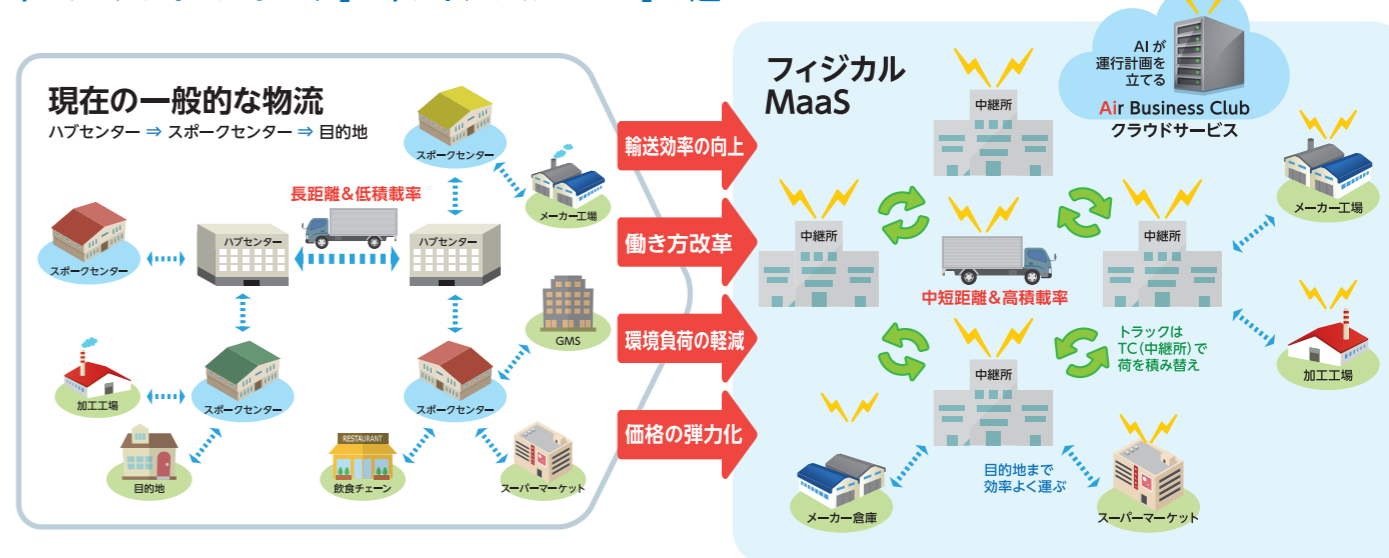 現在の一般的な物流
ハブセンター ⇒ スポークセンター ⇒ 目的地
スポークセンター
メーカー工場
長距離&低積載率
スポークセンター
ハブセンター
ハブセンター
GMS
加工工場
スポークセンター
スポークセンター
目的地
RESTAURANT
飲食チェーン
スーパーマーケット
輸送効率の向上
働き方改革
環境負荷の軽減
価格の弾力化
フィジカル
MaaS
AIが
運行計画を
立てる
Air Business Club
クラウドサービス
中継所
メーカー工場
中継所
中継所
中短距離&高積載率
トラックは
TC(中継所)で
荷を積み替え
加工工場
中継所
目的地まで
効率よく運ぶ
メーカー倉庫
スーパーマーケット